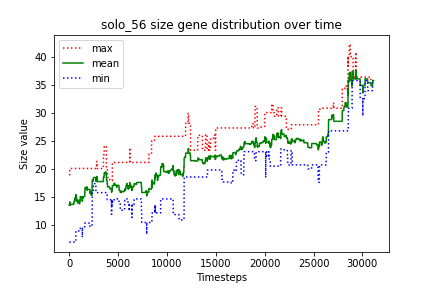 solo_56 size gene distribution over time
max
mean
min
Size value
40
35
30
25
20
15
10
0 5000 10000 15000 20000 25000 30000
Timesteps